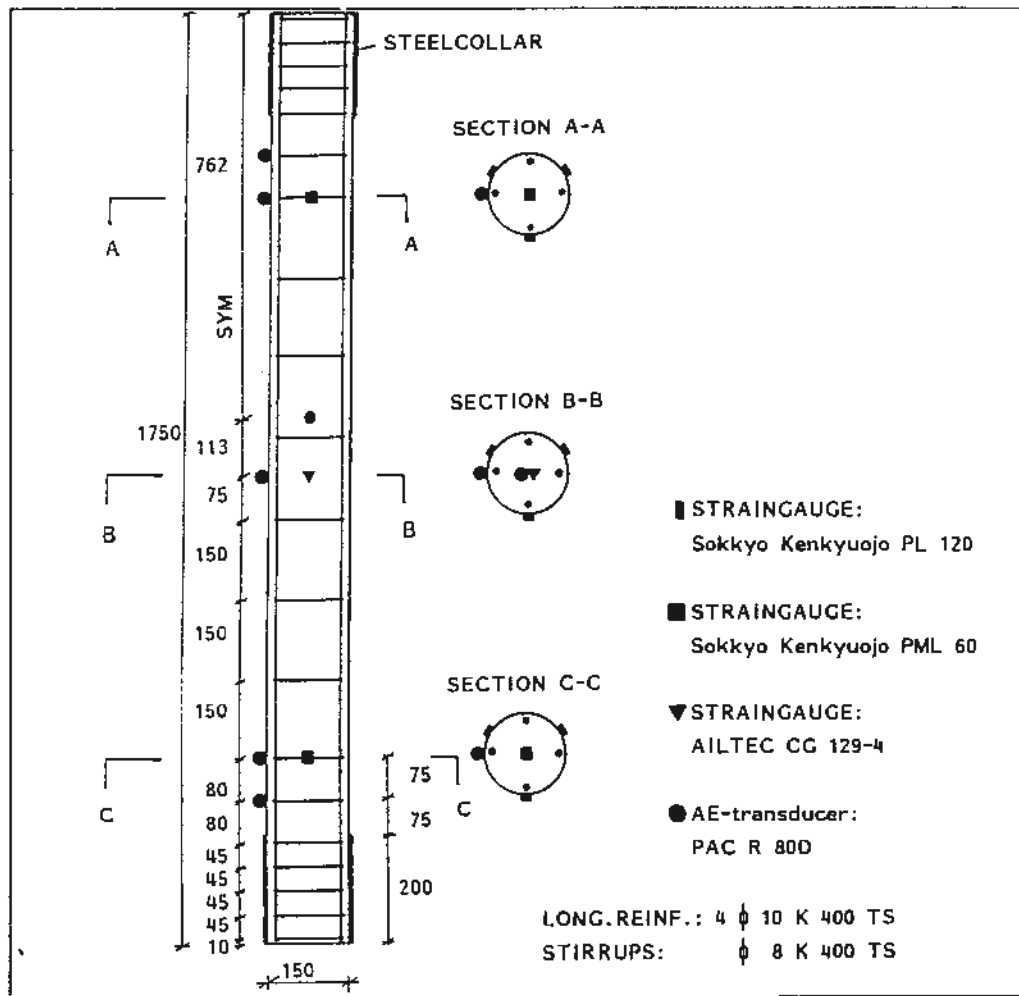 STEELCOLLAR
SECTION A-A
762
A
A
SYM
SECTION B-B
1750
113
B
75
B
150
STRAINGAUGE:
Sokkyo Kenkyuojo PL 120
150
STRAINGAUGE:
Sokkyo Kenkyuojo PML 60
SECTION C-C
150
STRAINGAUGE:
AILTEC CG 129-4
75
C
80
C
75
80
AE-transducer:
PAC R 80D
45
45
200
45
45
10
LONG.REINF.: 4 ϕ 10 K 400 TS
STIRRUPS: ϕ 8 K 400 TS
150